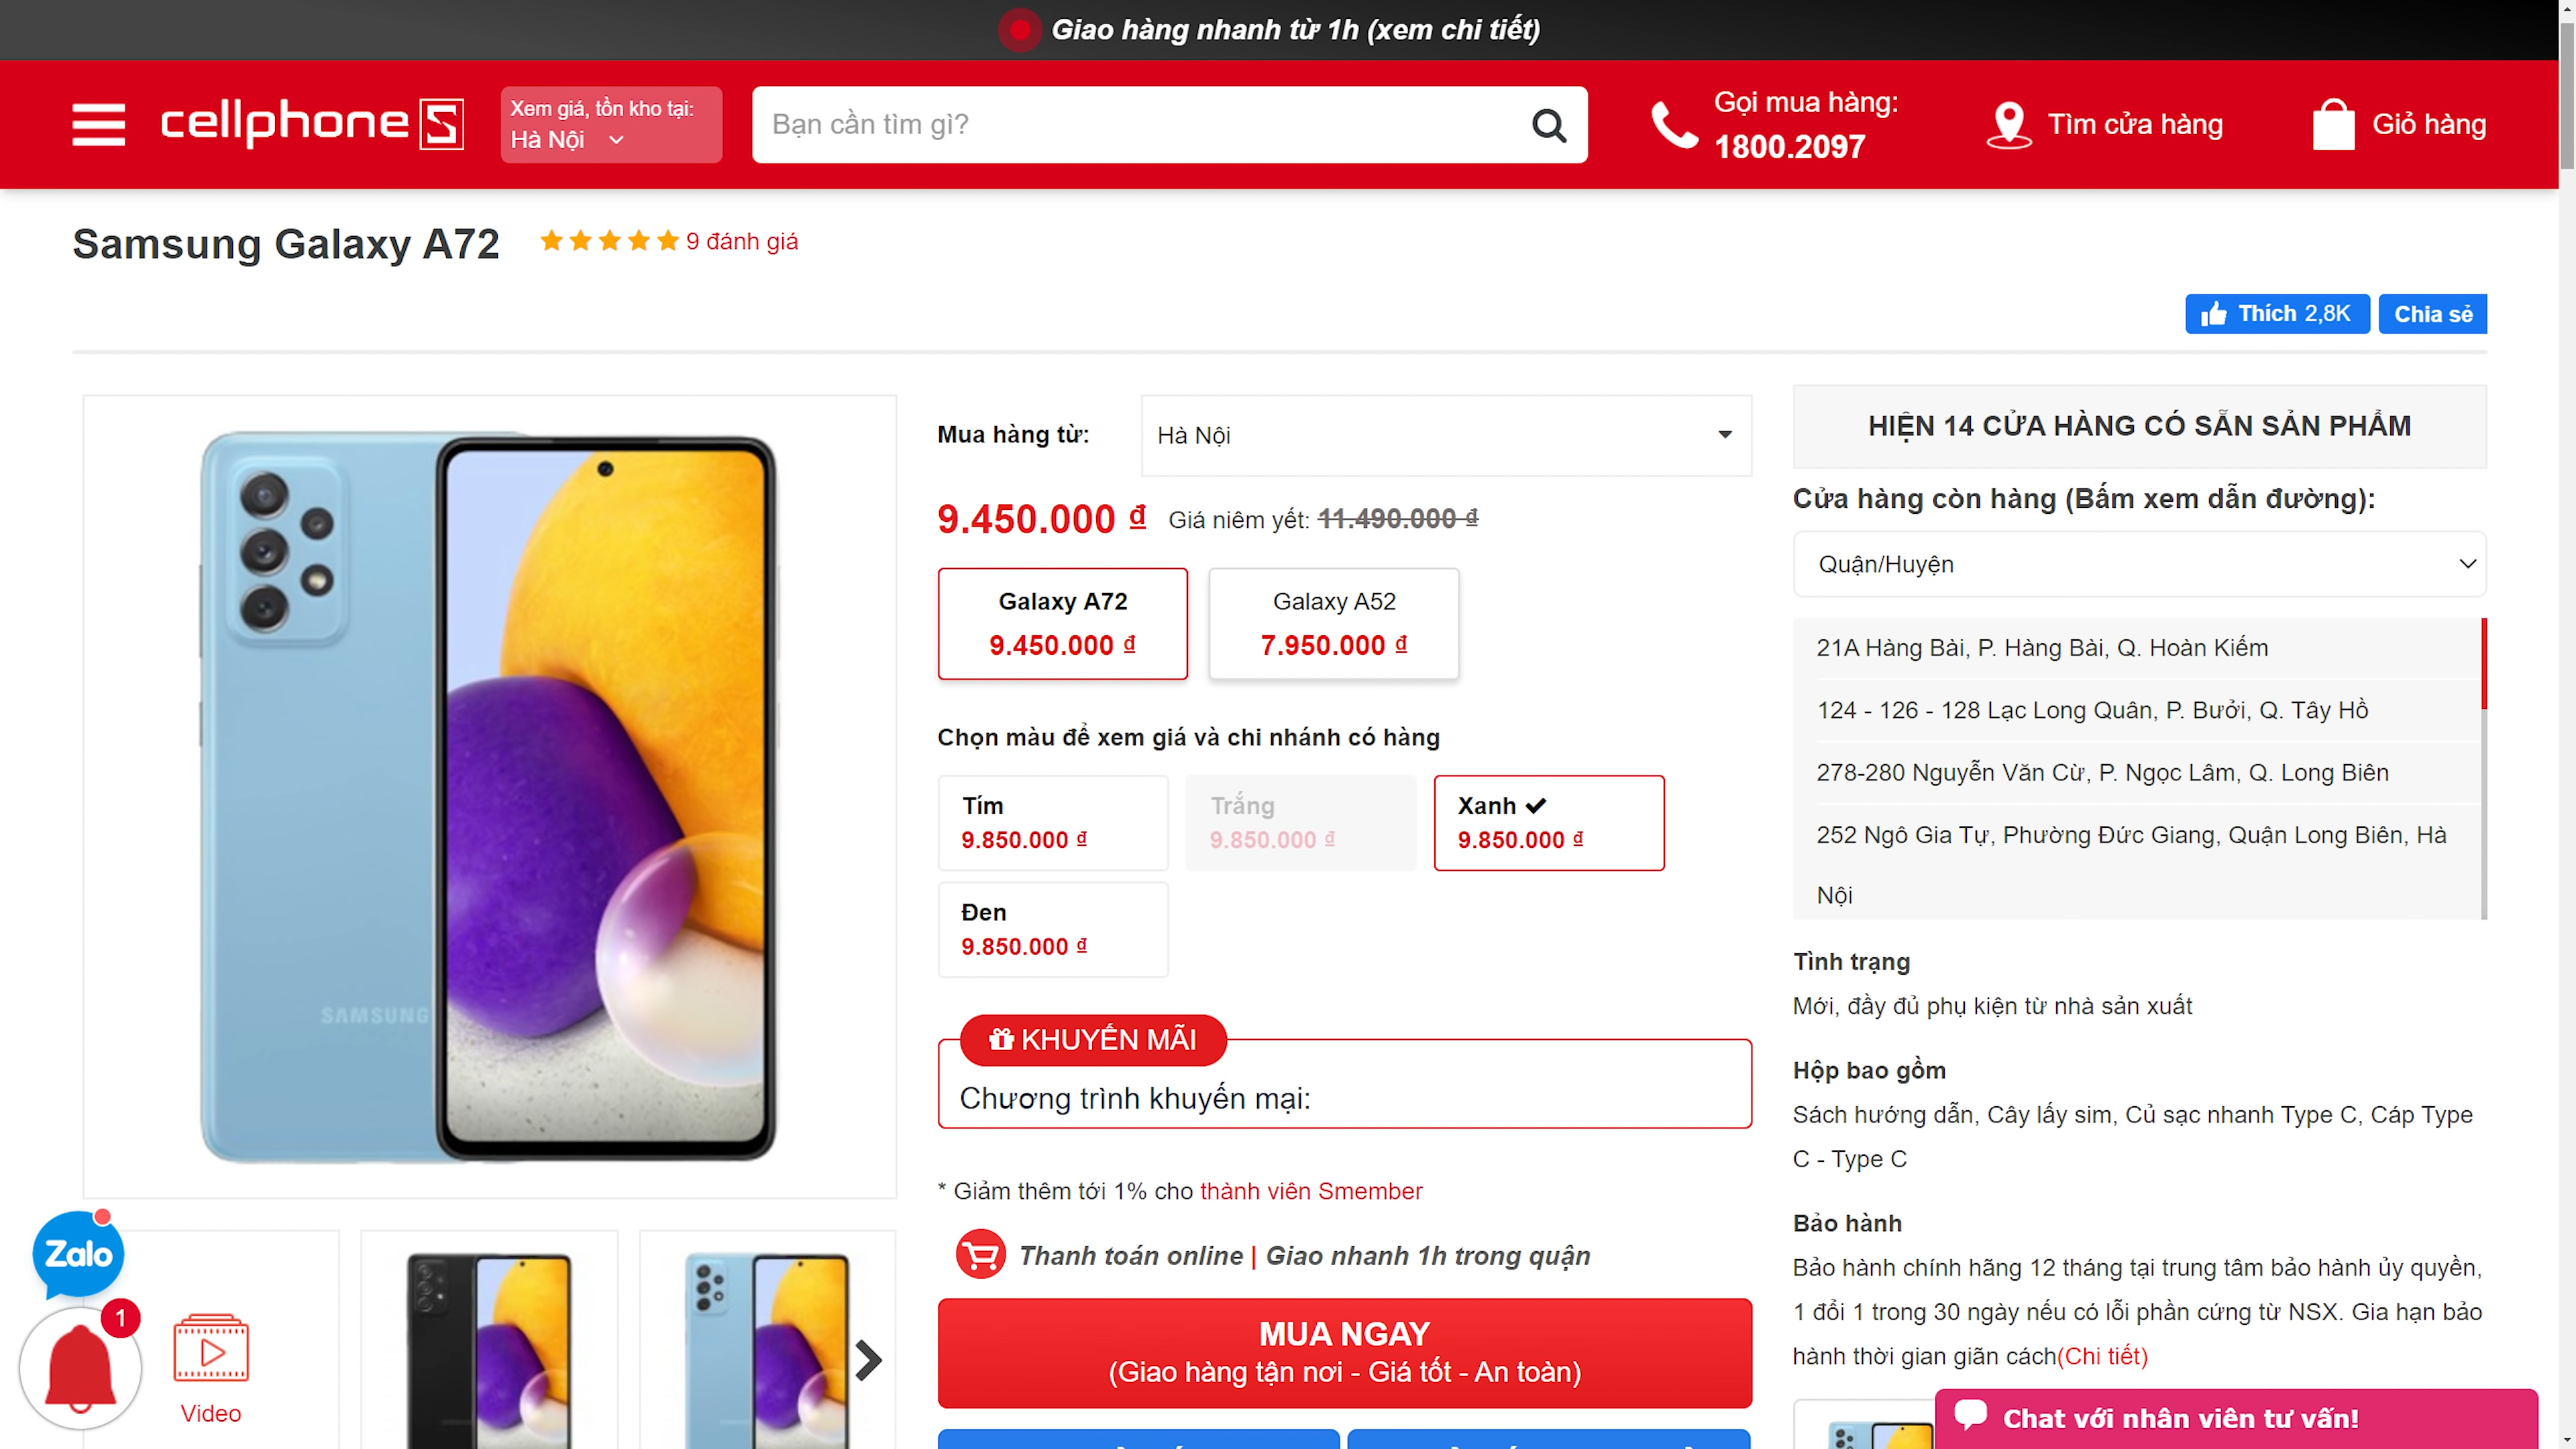 Giao hàng nhanh từ 1h (xem chi tiết)
cellphoneS
Xem giá, tồn kho tại:
Hà Nội
Bạn cần tìm gì?
Gọi mua hàng:
1800.2097
Tìm cửa hàng
Giỏ hàng
Samsung Galaxy A72
9 đánh giá
Thích 2,8K
Chia sẻ
Mua hàng từ:
Hà Nội
9.450.000 ₫ Giá niêm yết: 11.490.000 ₫
Galaxy A72
9.450.000 ₫
Galaxy A52
7.950.000 ₫
Chọn màu để xem giá và chi nhánh có hàng
Tím
9.850.000 ₫
Trắng
9.850.000 ₫
Xanh
9.850.000 ₫
Đen
9.850.000 ₫
KHUYẾN MÃI
Chương trình khuyến mại:
* Giảm thêm tới 1% cho thành viên Smember
Thanh toán online | Giao nhanh 1h trong quận
MUA NGAY
(Giao hàng tận nơi - Giá tốt - An toàn)
HIỆN 14 CỬA HÀNG CÓ SẴN SẢN PHẨM
Cửa hàng còn hàng (Bấm xem dẫn đường):
Quận/Huyện
21A Hàng Bài, P. Hàng Bài, Q. Hoàn Kiếm
124 - 126 - 128 Lạc Long Quân, P. Bưởi, Q. Tây Hồ
278-280 Nguyễn Văn Cừ, P. Ngọc Lâm, Q. Long Biên
252 Ngô Gia Tự, Phường Đức Giang, Quận Long Biên, Hà
Nội
Tình trạng
Mới, đầy đủ phụ kiện từ nhà sản xuất
Hộp bao gồm
Sách hướng dẫn, Cây lấy sim, Củ sạc nhanh Type C, Cáp Type
C - Type C
Bảo hành
Bảo hành chính hãng 12 tháng tại trung tâm bảo hành ủy quyền,
1 đổi 1 trong 30 ngày nếu có lỗi phần cứng từ NSX. Gia hạn bảo
hành thời gian giãn cách(Chi tiết)
Chat với nhân viên tư vấn!
SAMSUNG
Zalo
1
Video